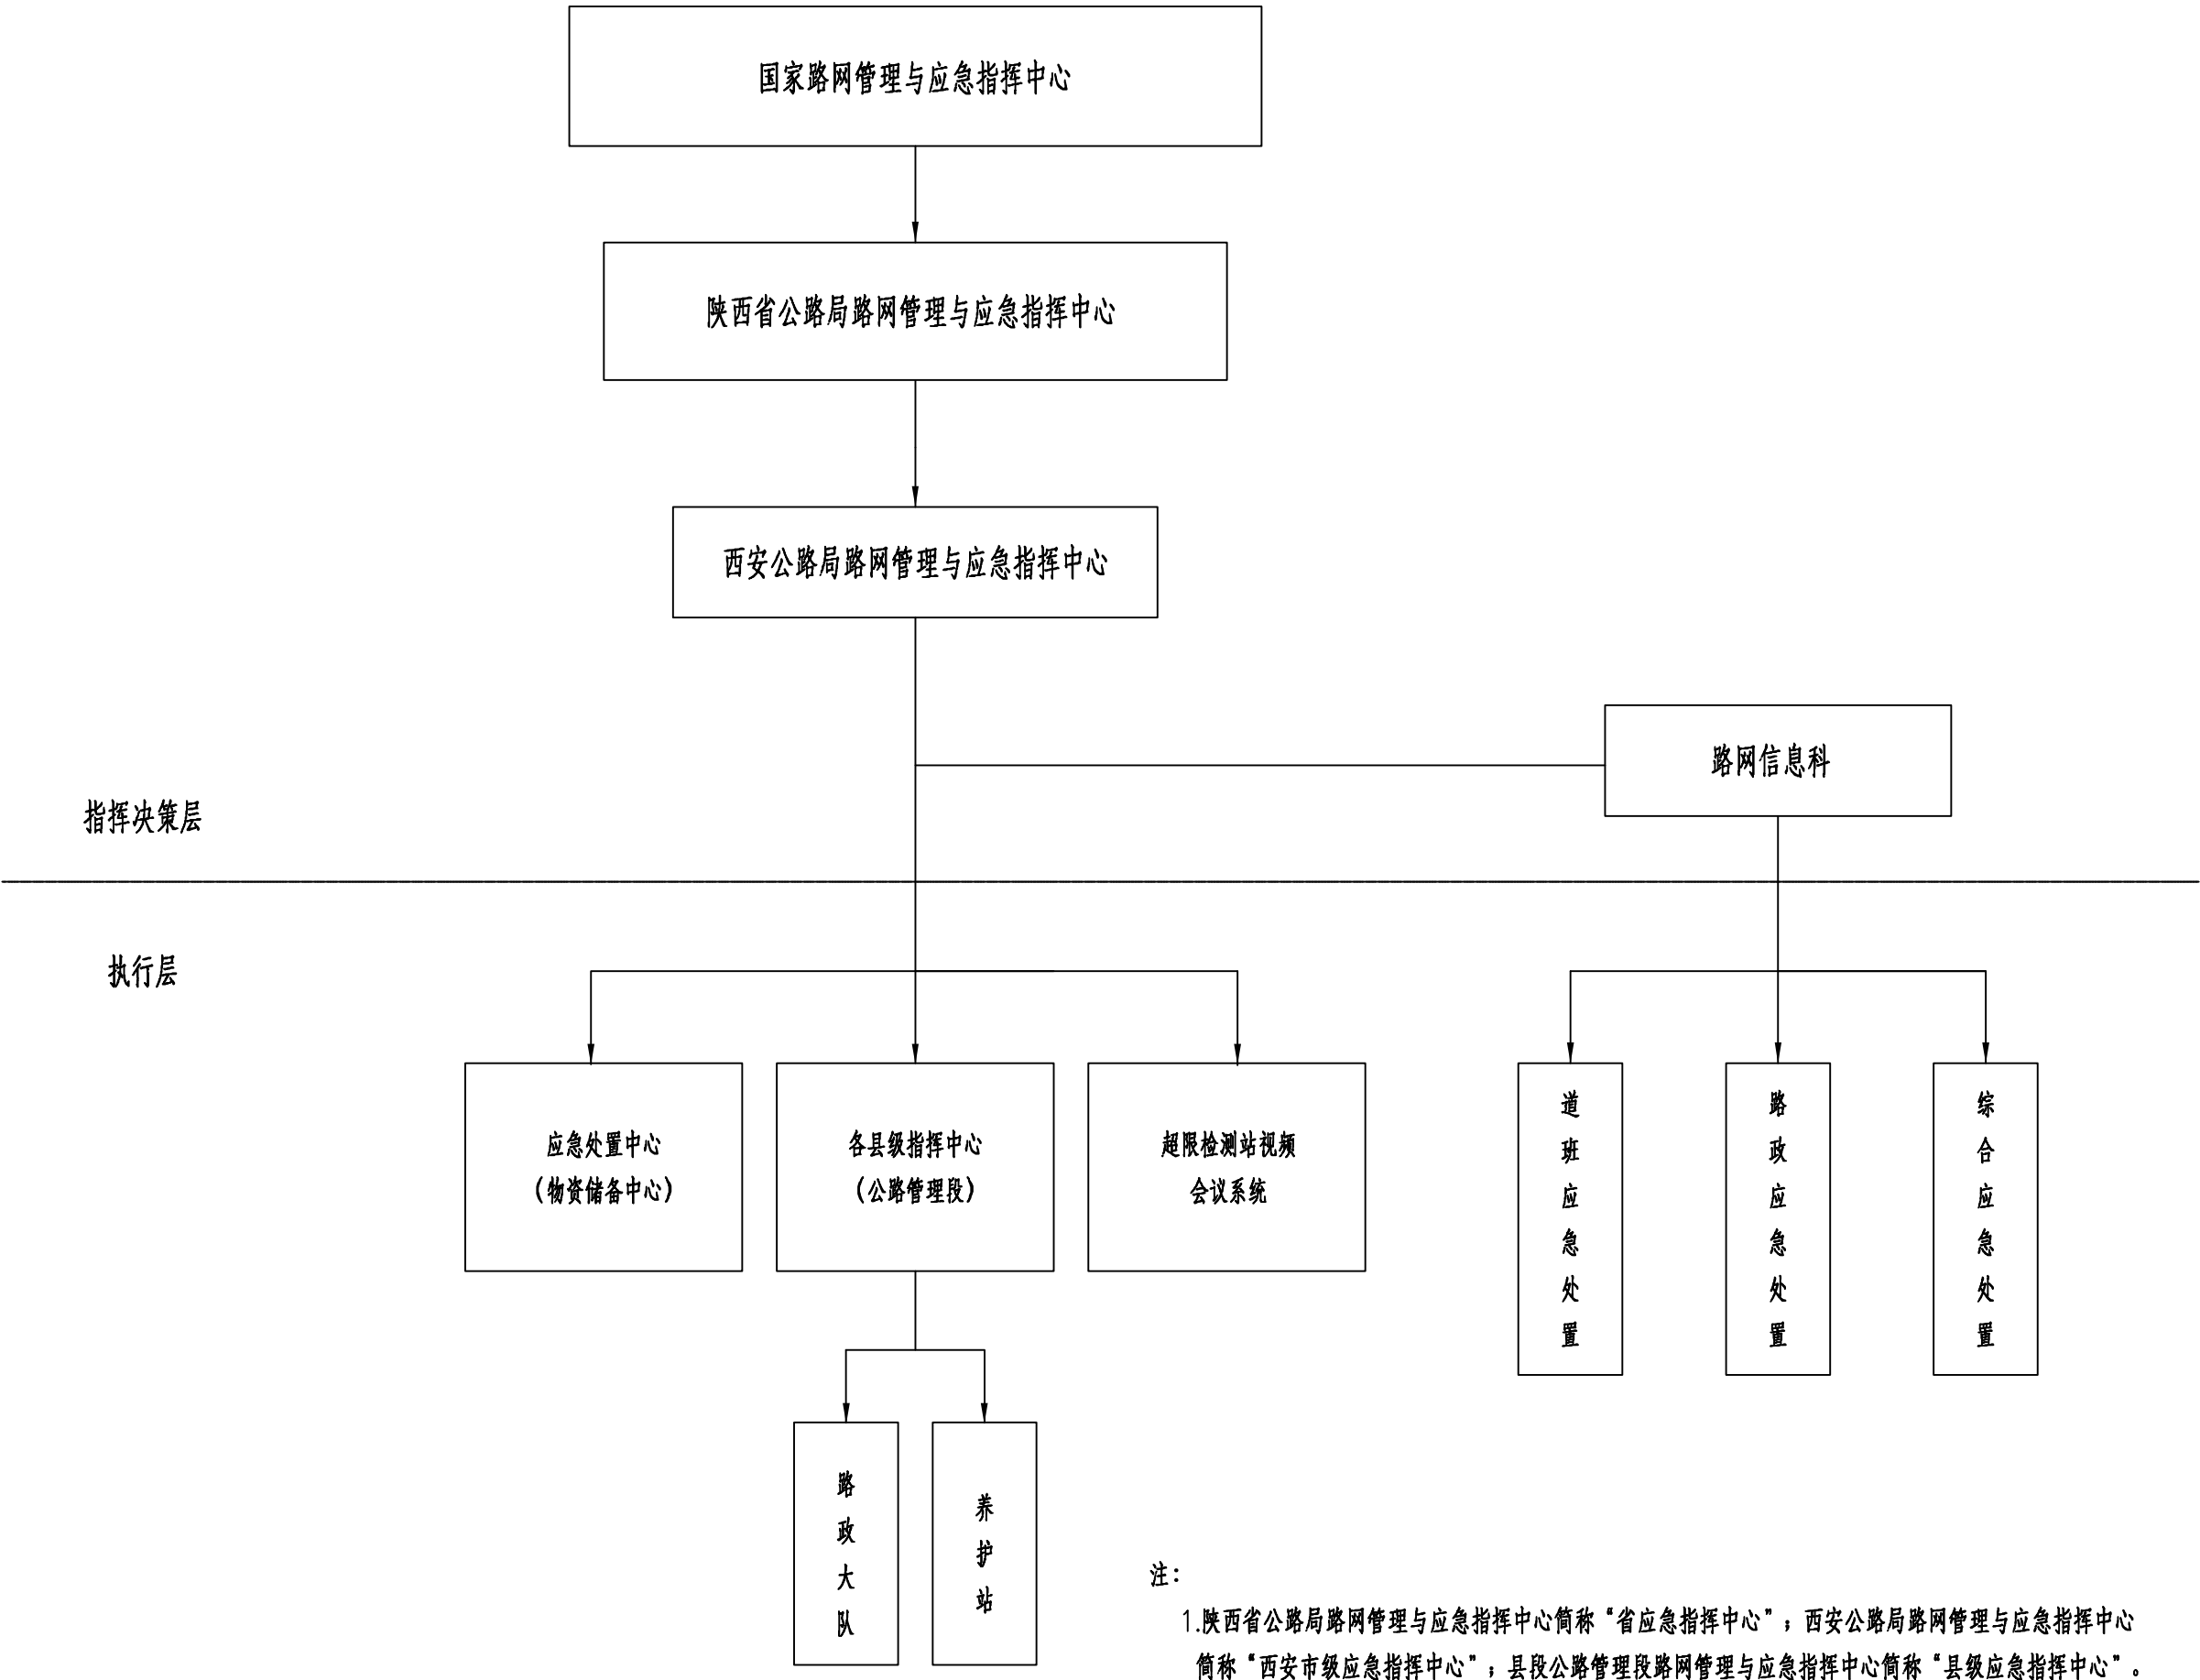 国家路网管理与应急指挥中心
陕西省公路局路网管理与应急指挥中心
西安公路局路网管理与应急指挥中心
路网信息科
指挥决策层
执行层
应急处置中心
（物资储备中心）
各县级指挥中心
（公路管理段）
超限检测站视频
会议系统
道班应急处置
路政应急处置
综合应急处置
路政大队
养护站
注：
1.陕西省公路局路网管理与应急指挥中心简称“省应急指挥中心”；西安公路局路网管理与应急指挥中心
简称“西安市级应急指挥中心”；县段公路管理段路网管理与应急指挥中心简称“县级应急指挥中心”。